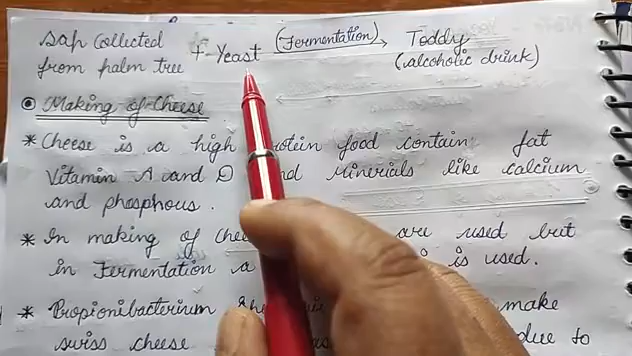 sap collected from palm tree + Yeast (Fermentation) → Toddy (alcoholic drink)
Making of Cheese
* Cheese is a high food contain fat
Vitamin A and D and Minerials like calcium
and phosphous.
* In making of are used but
in Fermentation is used.
* Propionibacterium make
swiss cheese due to